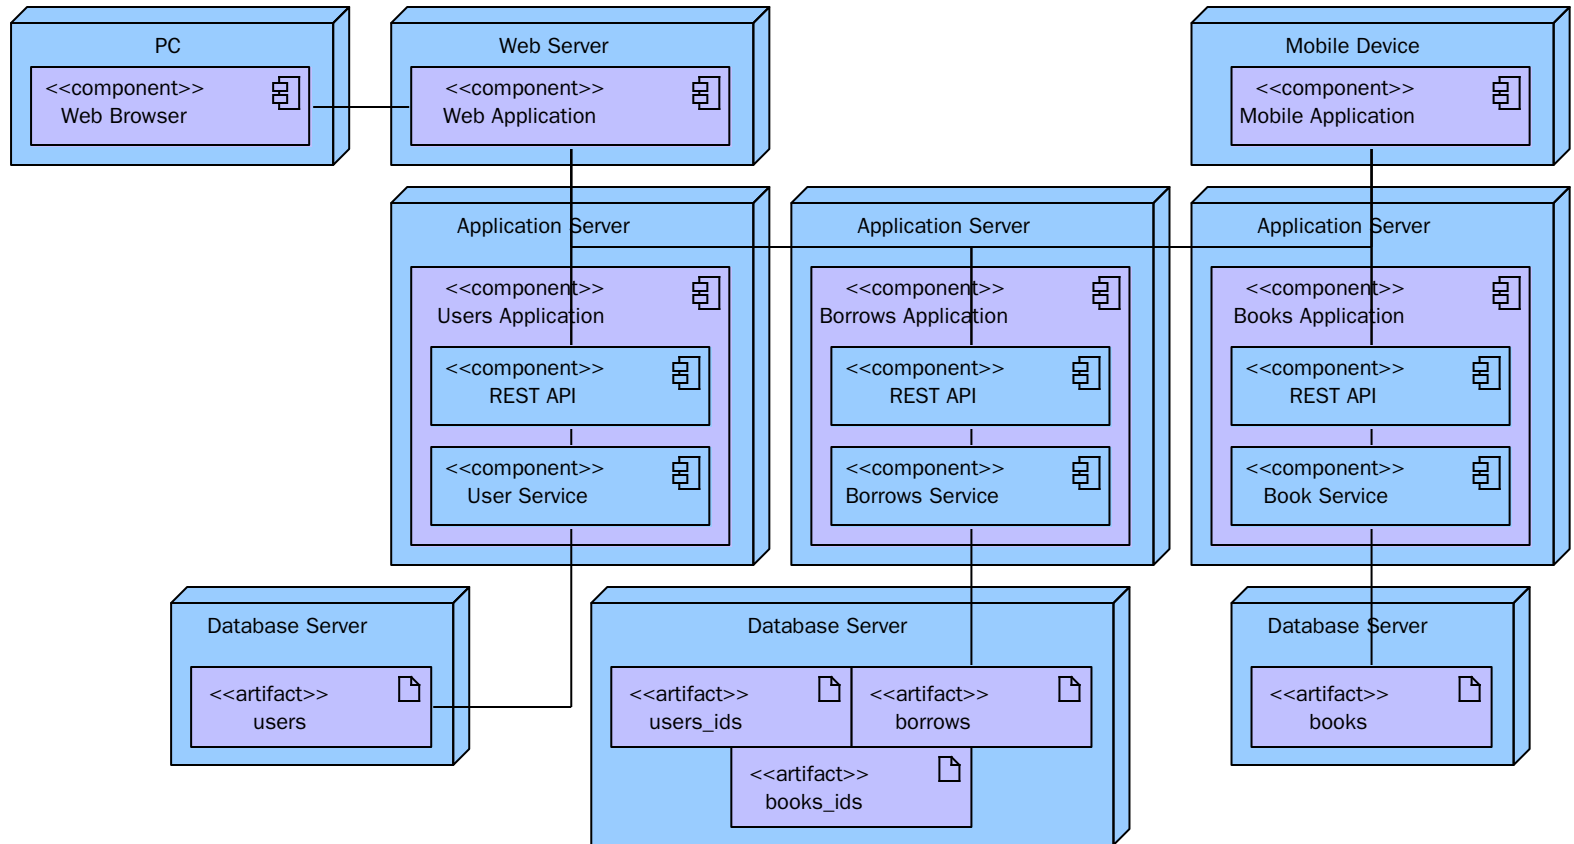 PC
<<component>>
Web Browser
Web Server
<<component>>
Web Application
Mobile Device
<<component>>
Mobile Application
Application Server
<<component>>
Users Application
<<component>>
REST API
<<component>>
User Service
Application Server
<<component>>
Borrows Application
<<component>>
REST API
<<component>>
Borrows Service
Application Server
<<component>>
Books Application
<<component>>
REST API
<<component>>
Book Service
Database Server
<<artifact>>
users
Database Server
<<artifact>>
users_ids
<<artifact>>
borrows
<<artifact>>
books_ids
Database Server
<<artifact>>
books